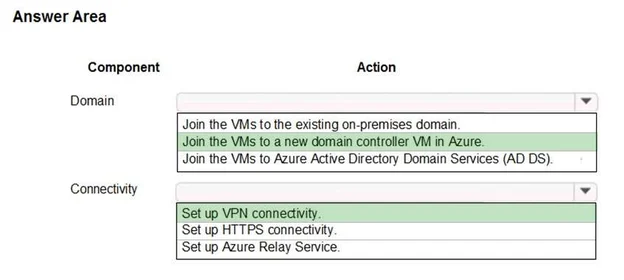 Answer Area
Component Action
Domain
Join the VMs to the existing on-premises domain.
Join the VMs to a new domain controller VM in Azure.
Join the VMs to Azure Active Directory Domain Services (AD DS).
Connectivity
Set up VPN connectivity.
Set up HTTPS connectivity.
Set up Azure Relay Service.